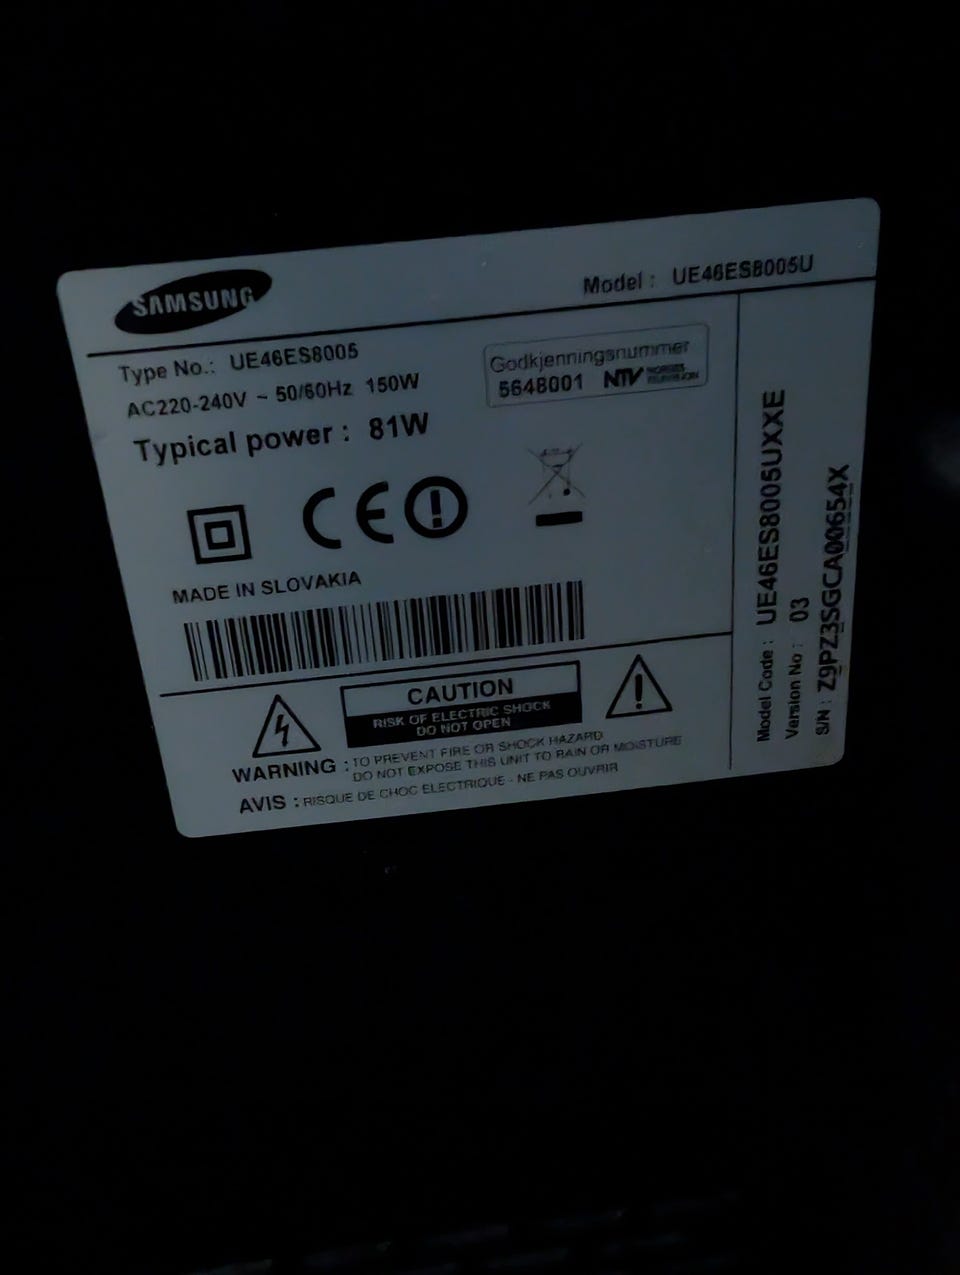 SAMSUNG
Model : UE46ES8005U
Type No.: UE46ES8005
AC220-240V ~ 50/60Hz 150W
Typical power : 81W
Godkjenningsnummer
5648001 NTV NORGES TELEVISJON
CE
MADE IN SLOVAKIA
CAUTION
RISK OF ELECTRIC SHOCK
DO NOT OPEN
WARNING : TO PREVENT FIRE OR SHOCK HAZARD
DO NOT EXPOSE THIS UNIT TO RAIN OR MOISTURE
AVIS : RISQUE DE CHOC ELECTRIQUE - NE PAS OUVRIR
Model Code : UE46ES8005UXXE
Version No : 03
S/N : Z9PZ3SGCA00654X